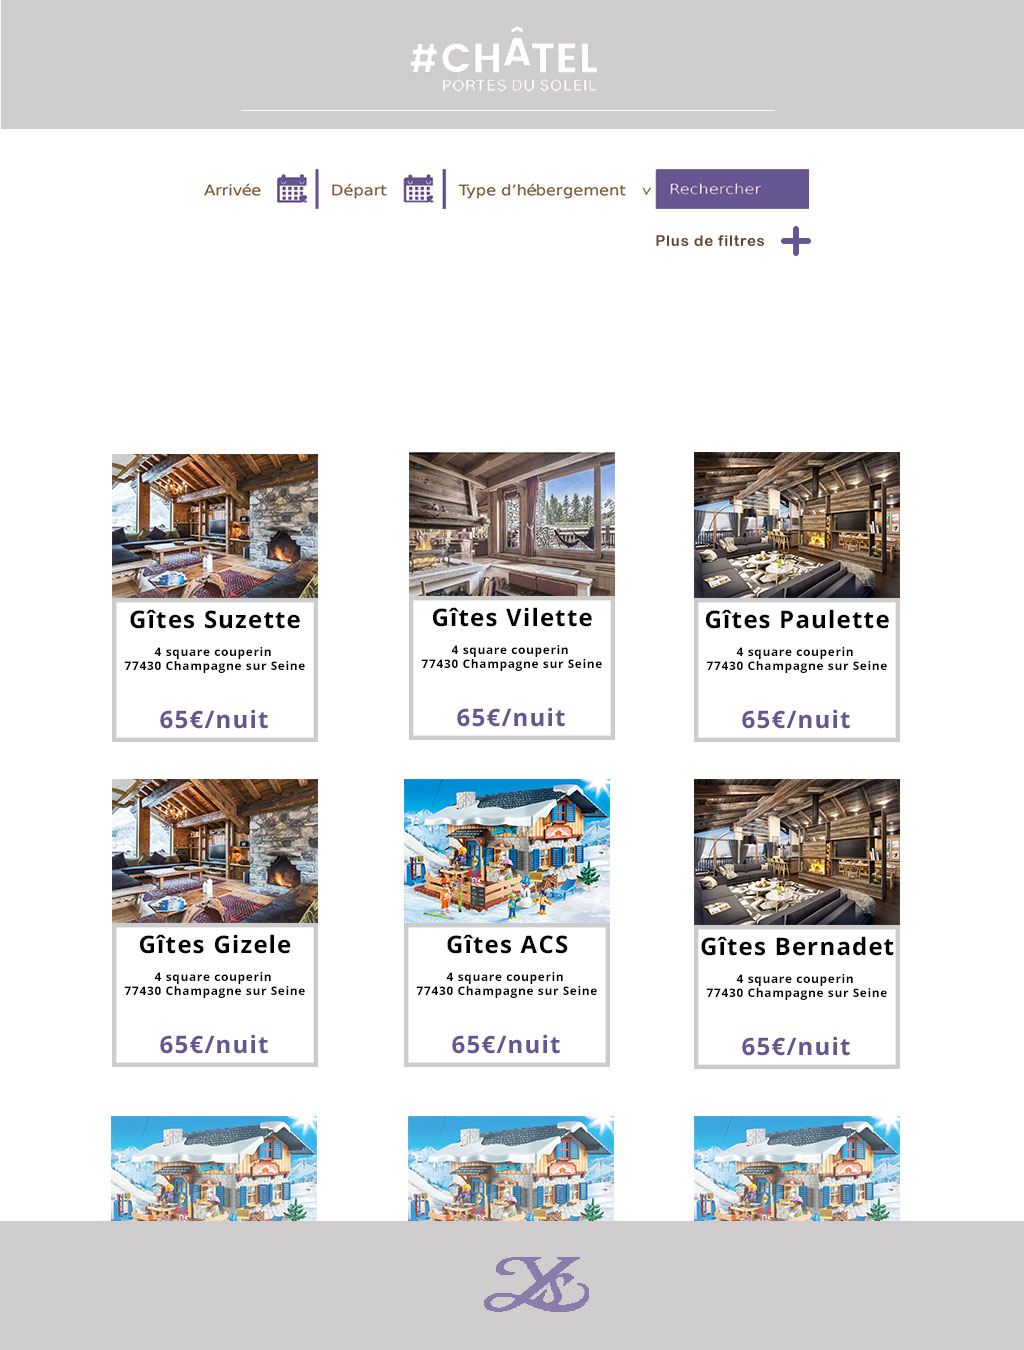 #CHÂTEL
PORTES DU SOLEIL
Arrivée Départ Type d'hébergement v Rechercher
Plus de filtres
Gîtes Suzette
4 square couperin
77430 Champagne sur Seine
65€/nuit
Gîtes Vilette
4 square couperin
77430 Champagne sur Seine
65€/nuit
Gîtes Paulette
4 square couperin
77430 Champagne sur Seine
65€/nuit
Gîtes Gizele
4 square couperin
77430 Champagne sur Seine
65€/nuit
Gîtes ACS
4 square couperin
77430 Champagne sur Seine
65€/nuit
Gîtes Bernadet
4 square couperin
77430 Champagne sur Seine
65€/nuit
Ys